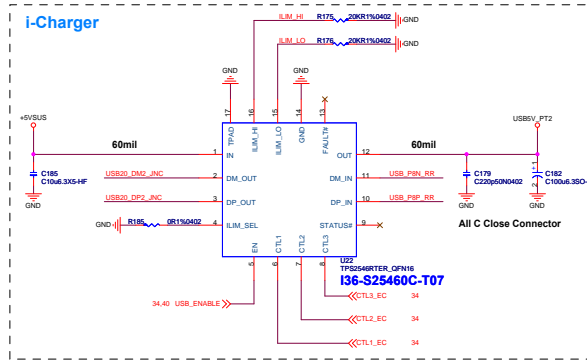 i-Charger
ILIM_HI R175 20KR1%0402 GND
ILIM_LO R176 20KR1%0402 GND
GND GND
+5VSUS USB5V_PT2
17 16 15 14 13
TPAD ILIM_HI ILIM_LO GND FAULT#
60mil 1 IN OUT 12 60mil
C185
C10u6.3X5-HF
GND
USB20_DM2_JNC 2 DM_OUT DM_IN 11 USB_P8N_RR
C179
C220p50N0402
GND
C182
C100u6.3SO-
GND
1
2
USB20_DP2_JNC 3 DP_OUT DP_IN 10 USB_P8P_RR
All C Close Connector
GND R185 0R1%0402 4 ILIM_SEL STATUS# 9
EN CTL1 CTL2 CTL3
5 6 7 8
U22
TPS2546RTER_QFN16
I36-S25460C-T07
34,40 USB_ENABLE
CTL3_EC 34
CTL2_EC 34
CTL1_EC 34